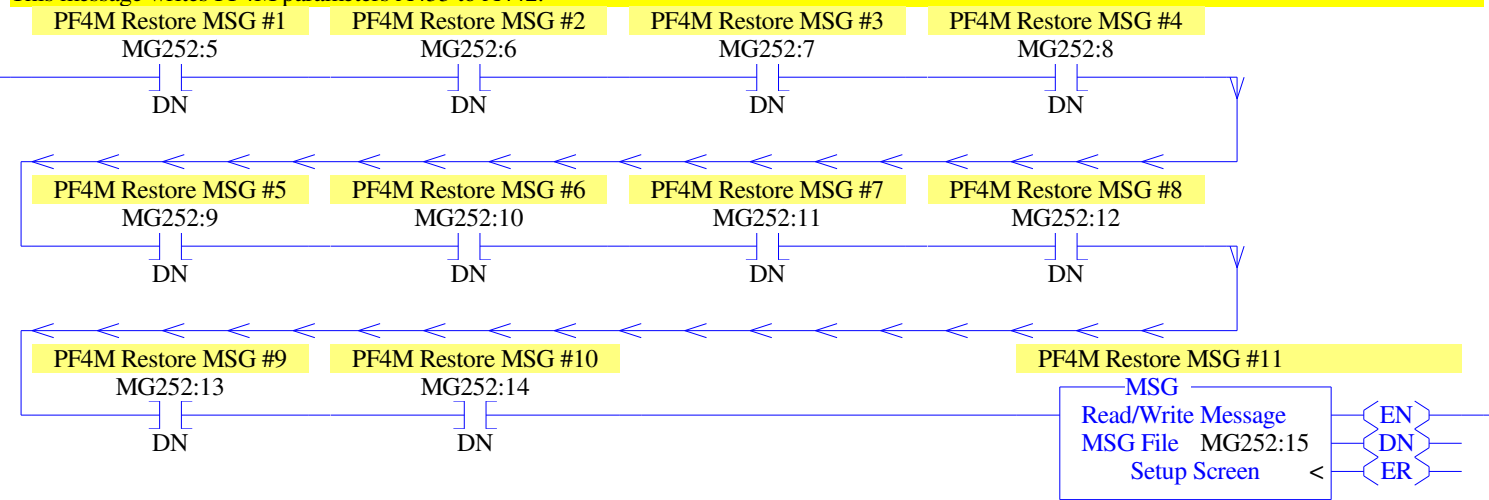 PF4M Restore MSG #1 PF4M Restore MSG #2 PF4M Restore MSG #3 PF4M Restore MSG #4
MG252:5 MG252:6 MG252:7 MG252:8
DN DN DN DN
PF4M Restore MSG #5 PF4M Restore MSG #6 PF4M Restore MSG #7 PF4M Restore MSG #8
MG252:9 MG252:10 MG252:11 MG252:12
DN DN DN DN
PF4M Restore MSG #9 PF4M Restore MSG #10 PF4M Restore MSG #11
MG252:13 MG252:14
MSG
Read/Write Message EN
MSG File MG252:15 DN
DN DN
Setup Screen < ER